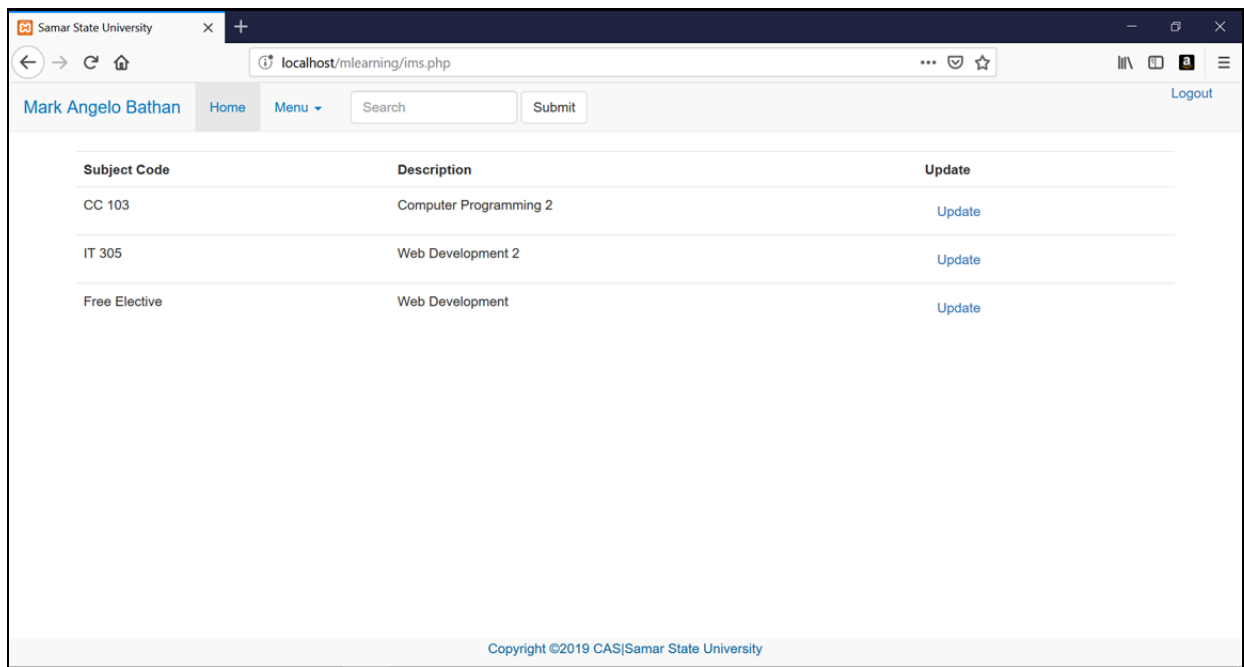 Samar State University
localhost/mlearning/ims.php
Mark Angelo Bathan Home Menu Search Submit Logout
Subject Code Description Update
CC 103 Computer Programming 2 Update
IT 305 Web Development 2 Update
Free Elective Web Development Update
Copyright ©2019 CAS|Samar State University